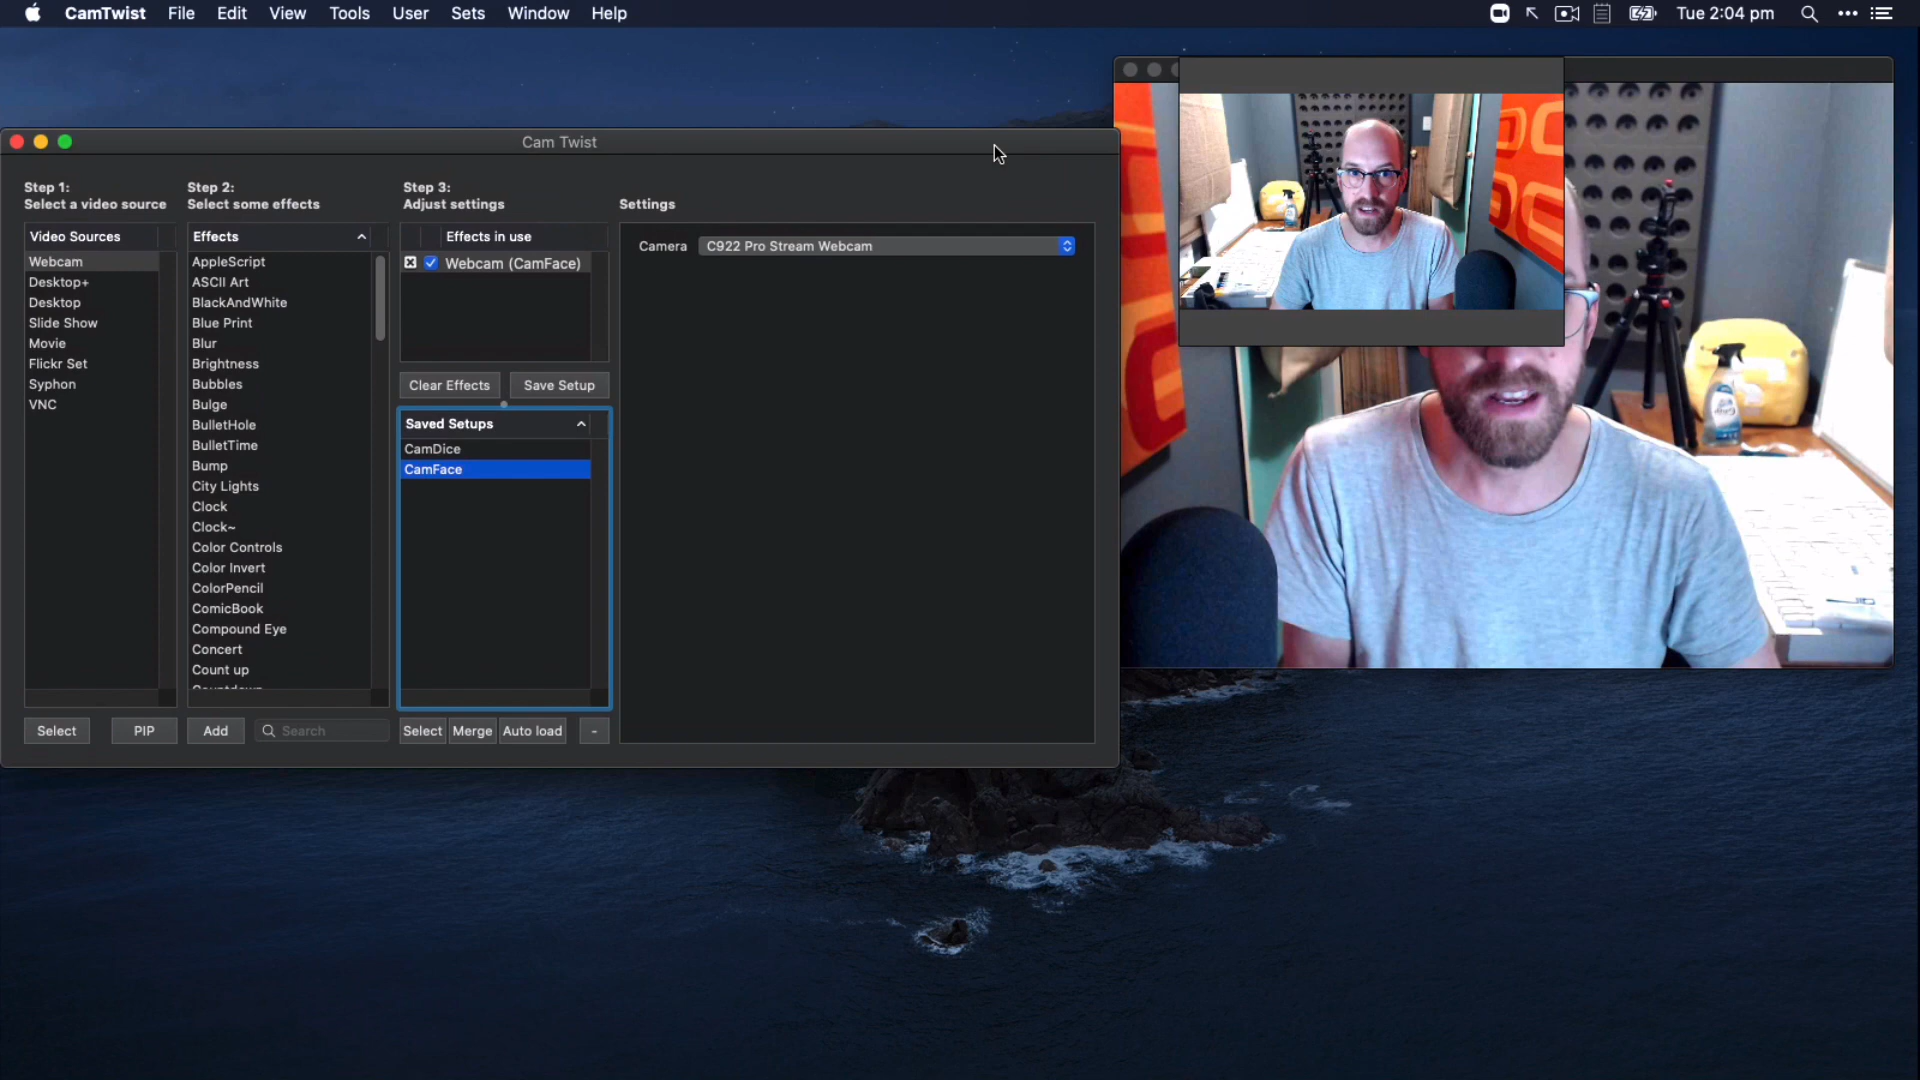 CamTwist File Edit View Tools User Sets Window Help
Tue 2:04 pm
Cam Twist
Step 1:
Select a video source
Video Sources
Webcam
Desktop+
Desktop
Slide Show
Movie
Flickr Set
Syphon
VNC
Select PIP
Step 2:
Select some effects
Effects
AppleScript
ASCII Art
BlackAndWhite
Blue Print
Blur
Brightness
Bubbles
Bulge
BulletHole
BulletTime
Bump
City Lights
Clock
Clock~
Color Controls
Color Invert
ColorPencil
ComicBook
Compound Eye
Concert
Count up
Countdown
Add Search
Step 3:
Adjust settings
Effects in use
Webcam (CamFace)
Clear Effects Save Setup
Saved Setups
CamDice
CamFace
Select Merge Auto load -
Settings
Camera C922 Pro Stream Webcam